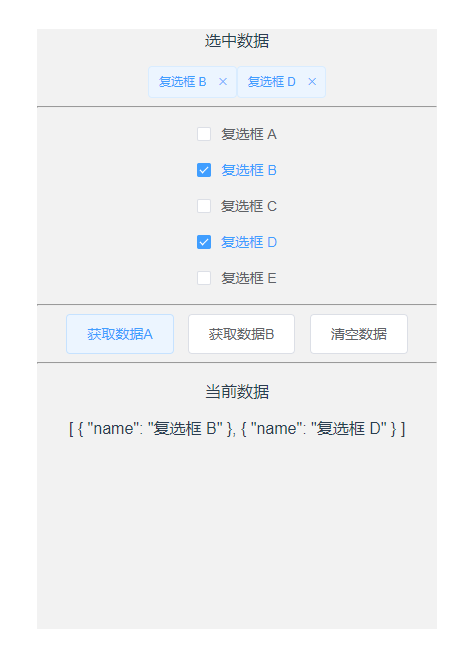 选中数据
复选框 B × 复选框 D ×
复选框 A
复选框 B
复选框 C
复选框 D
复选框 E
获取数据A 获取数据B 清空数据
当前数据
[ { "name": "复选框 B" }, { "name": "复选框 D" } ]